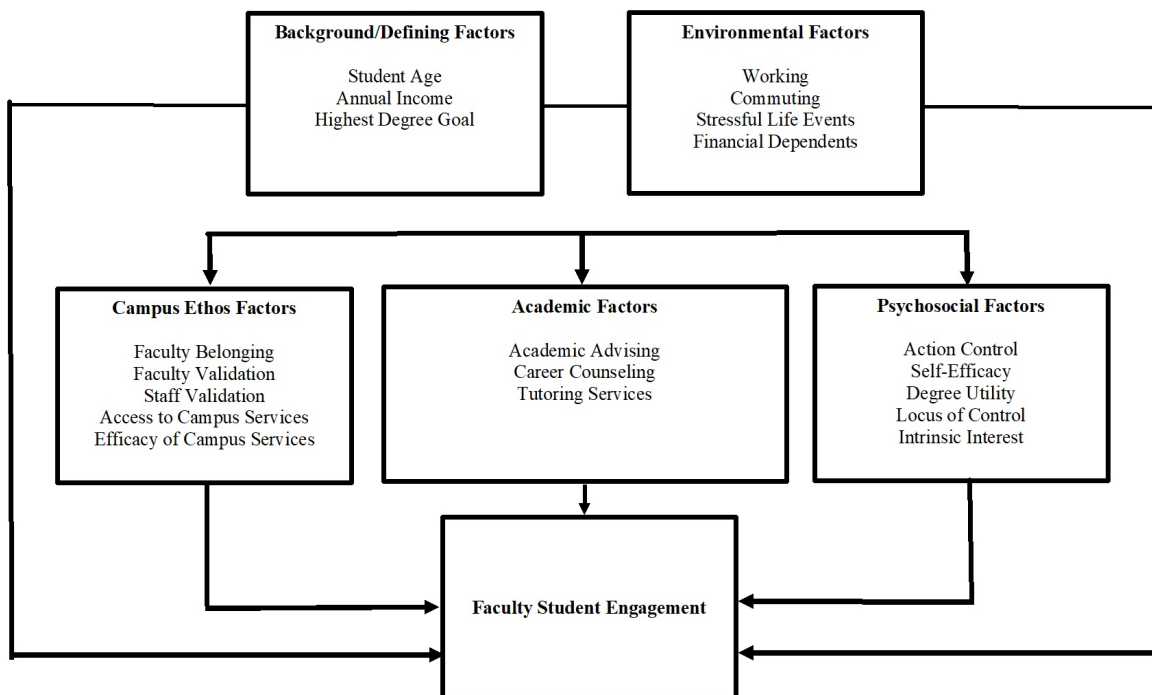 Background/Defining Factors
Student Age
Annual Income
Highest Degree Goal
Environmental Factors
Working
Commuting
Stressful Life Events
Financial Dependents
Campus Ethos Factors
Faculty Belonging
Faculty Validation
Staff Validation
Access to Campus Services
Efficacy of Campus Services
Academic Factors
Academic Advising
Career Counseling
Tutoring Services
Psychosocial Factors
Action Control
Self-Efficacy
Degree Utility
Locus of Control
Intrinsic Interest
Faculty Student Engagement